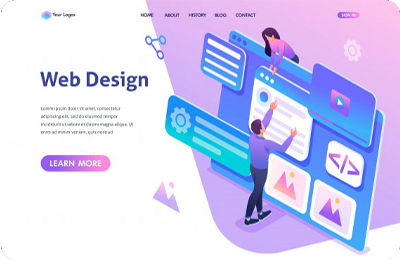 Your Logoo
HOME ABOUT HISTORY BLOG CONTACT
SIGN IN
Web Design
Lorem ipsum dolor sit amet, consectetur
adipiscing elit, sed do eiusmod tempor
incididunt ut labore et dolore magna aliqua. Ut
enim ad minim veniam, quis nostrud
LEARN MORE